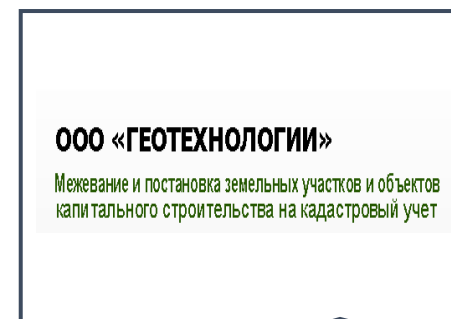 ООО «ГЕОТЕХНОЛОГИИ»
Межевание и постановка земельных участков и объектов
капитального строительства на кадастровый учет